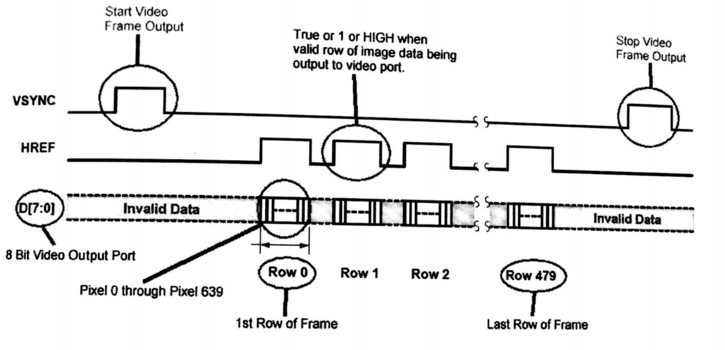 Start Video
Frame Output
True or 1 or HIGH when
valid row of image data being
output to video port.
Stop Video
Frame Output
VSYNC
HREF
D[7:0]
Invalid Data
Invalid Data
8 Bit Video Output Port
Pixel 0 through Pixel 639
Row 0
Row 1
Row 2
Row 479
1st Row of Frame
Last Row of Frame